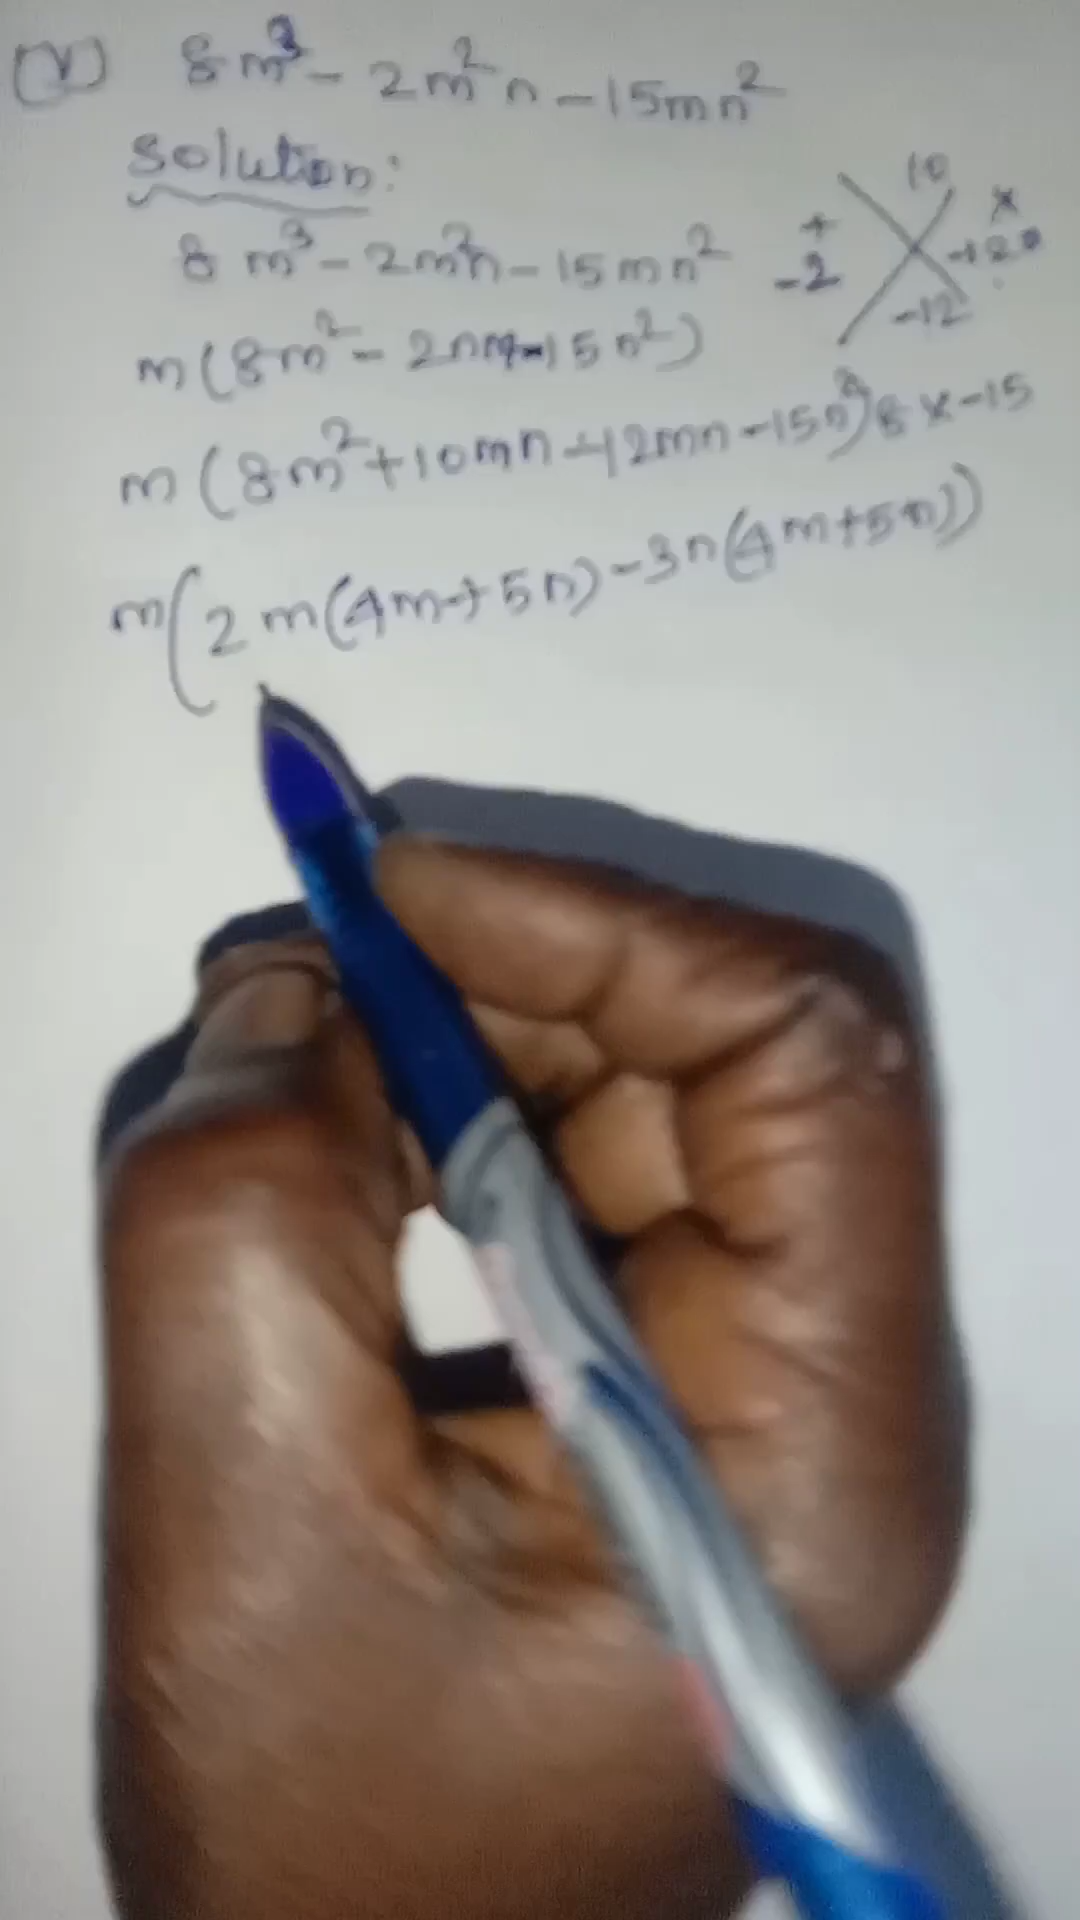 (V) 8m³ - 2m²n - 15mn²
Solution:
8m³ - 2m²n - 15mn²
m(8m² - 2nm - 15n²)
m(8m² + 10mn - 12mn - 15n²)
m(2m(4m + 5n) - 3n(4m + 5n))
10
+ ×
-2 -120
-12
8 × -15